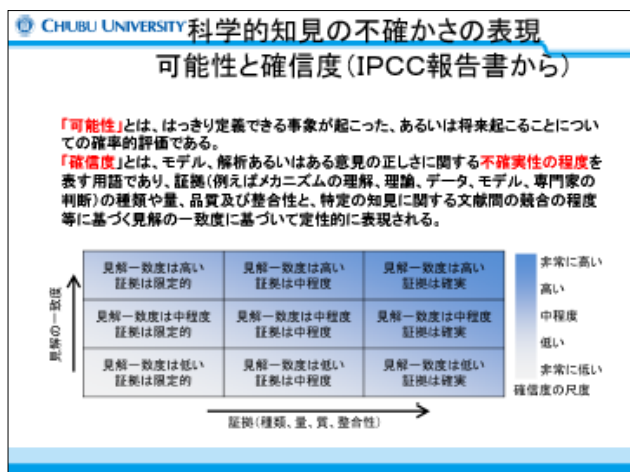 CHUBU UNIVERSITY
科学的知見の不確かさの表現
可能性と確信度(IPCC報告書から)
「可能性」とは、はっきり定義できる事象が起こった、あるいは将来起こることについ
ての確率的評価である。
「確信度」とは、モデル、解析あるいはある意見の正しさに関する不確実性の程度を
表す用語であり、証拠(例えばメカニズムの理解、理論、データ、モデル、専門家の
判断)の種類や量、品質及び整合性と、特定の知見に関する文献間の競合の程度
等に基づく見解の一致度に基づいて定性的に表現される。
見解の一致度
見解一致度は高い
証拠は限定的
見解一致度は高い
証拠は中程度
見解一致度は高い
証拠は確実
見解一致度は中程度
証拠は限定的
見解一致度は中程度
証拠は中程度
見解一致度は中程度
証拠は確実
見解一致度は低い
証拠は限定的
見解一致度は低い
証拠は中程度
見解一致度は低い
証拠は確実
証拠(種類、量、質、整合性)
非常に高い
高い
中程度
低い
非常に低い
確信度の尺度